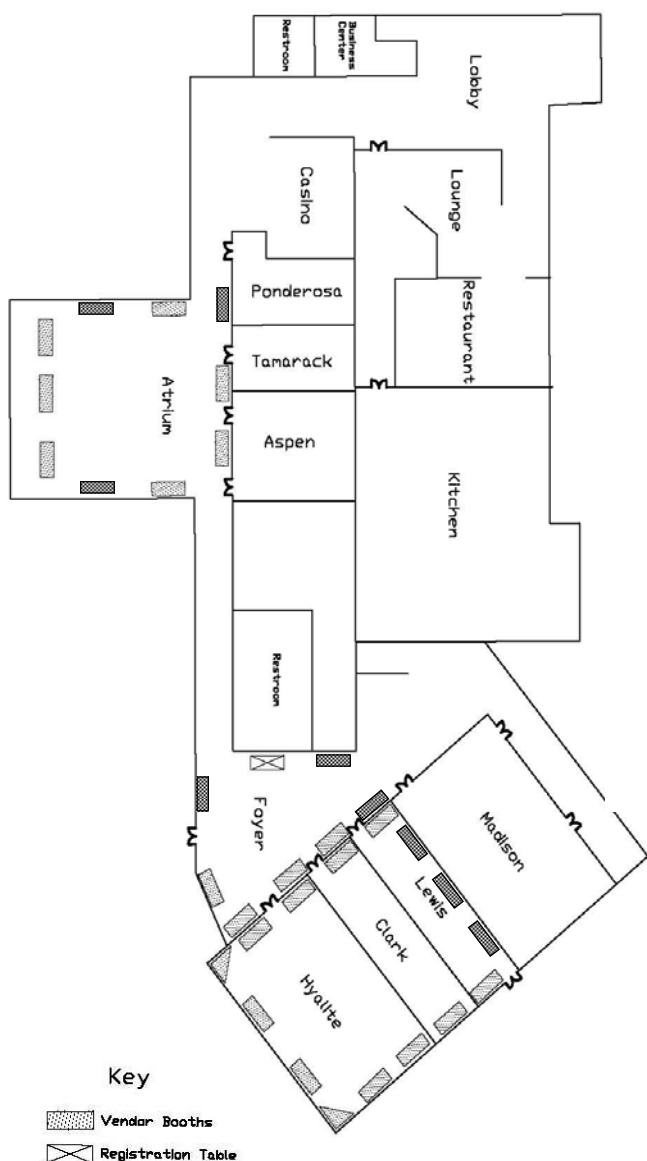 Restroom
Business
Center
Lobby
Casino
Lounge
Ponderosa
Restaurant
Tamarack
Atrium
Aspen
Kitchen
Restroom
Foyer
Madison
Lewis
Clark
Hyalite
Key
Vendor Booths
Registration Table